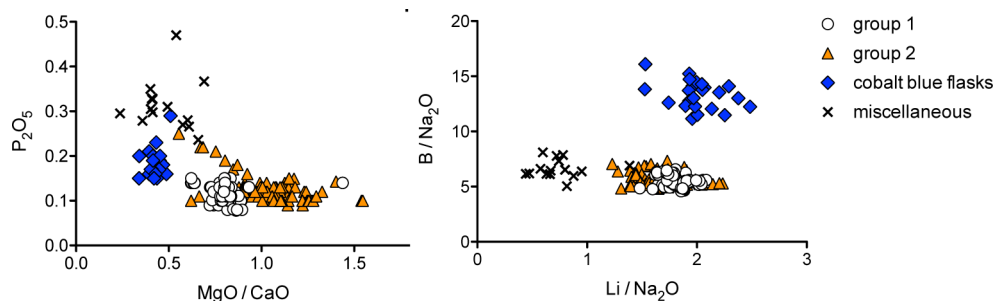 0.5
0.4
0.3
0.2
0.1
0.0
P₂O₅
0.0
0.5
1.0
1.5
MgO / CaO
20
15
10
5
0
B / Na₂O
0
1
2
3
Li / Na₂O
group 1
group 2
cobalt blue flasks
miscellaneous